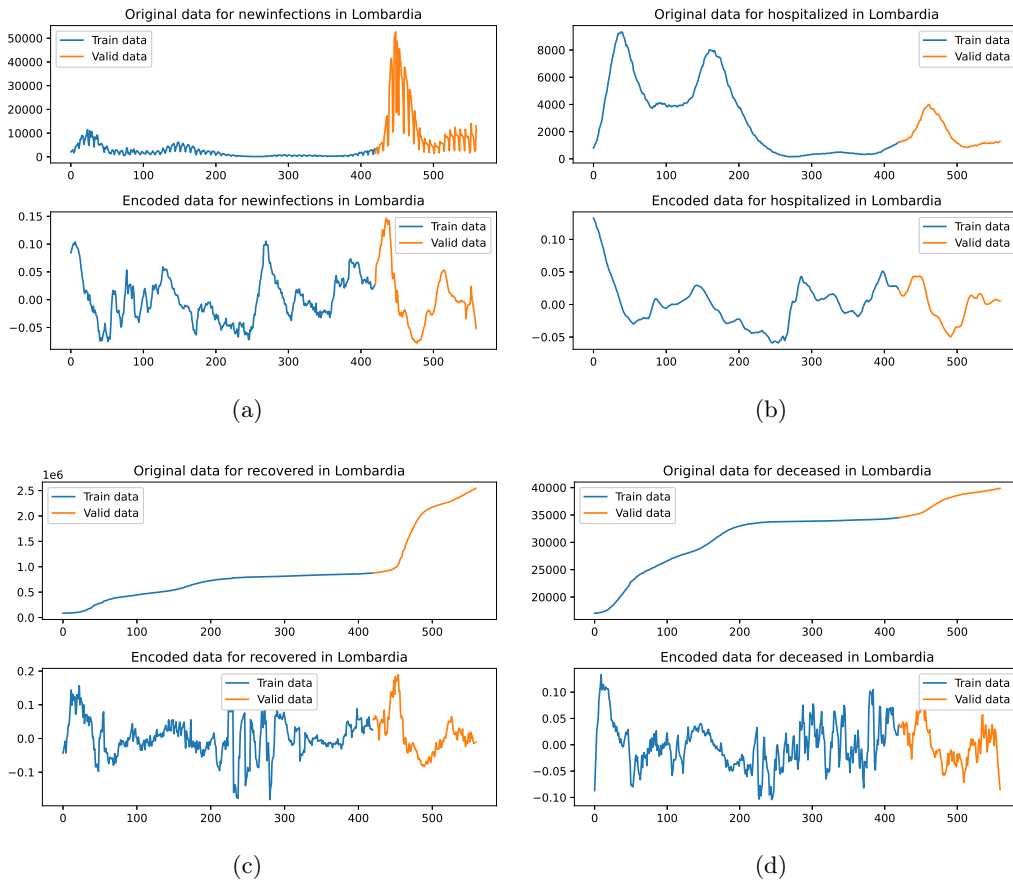 Original data for newinfections in Lombardia
50000
40000
30000
20000
10000
0
Train data
Valid data
0 100 200 300 400 500
Encoded data for newinfections in Lombardia
0.15
0.10
0.05
0.00
−0.05
Train data
Valid data
0 100 200 300 400 500
(a)
Original data for hospitalized in Lombardia
8000
6000
4000
2000
0
Train data
Valid data
0 100 200 300 400 500
Encoded data for hospitalized in Lombardia
0.10
0.05
0.00
−0.05
Train data
Valid data
0 100 200 300 400 500
(b)
Original data for recovered in Lombardia
1e6
2.5
2.0
1.5
1.0
0.5
0.0
Train data
Valid data
0 100 200 300 400 500
Encoded data for recovered in Lombardia
0.2
0.1
0.0
−0.1
Train data
Valid data
0 100 200 300 400 500
(c)
Original data for deceased in Lombardia
40000
35000
30000
25000
20000
Train data
Valid data
0 100 200 300 400 500
Encoded data for deceased in Lombardia
0.10
0.05
0.00
−0.05
−0.10
Train data
Valid data
0 100 200 300 400 500
(d)